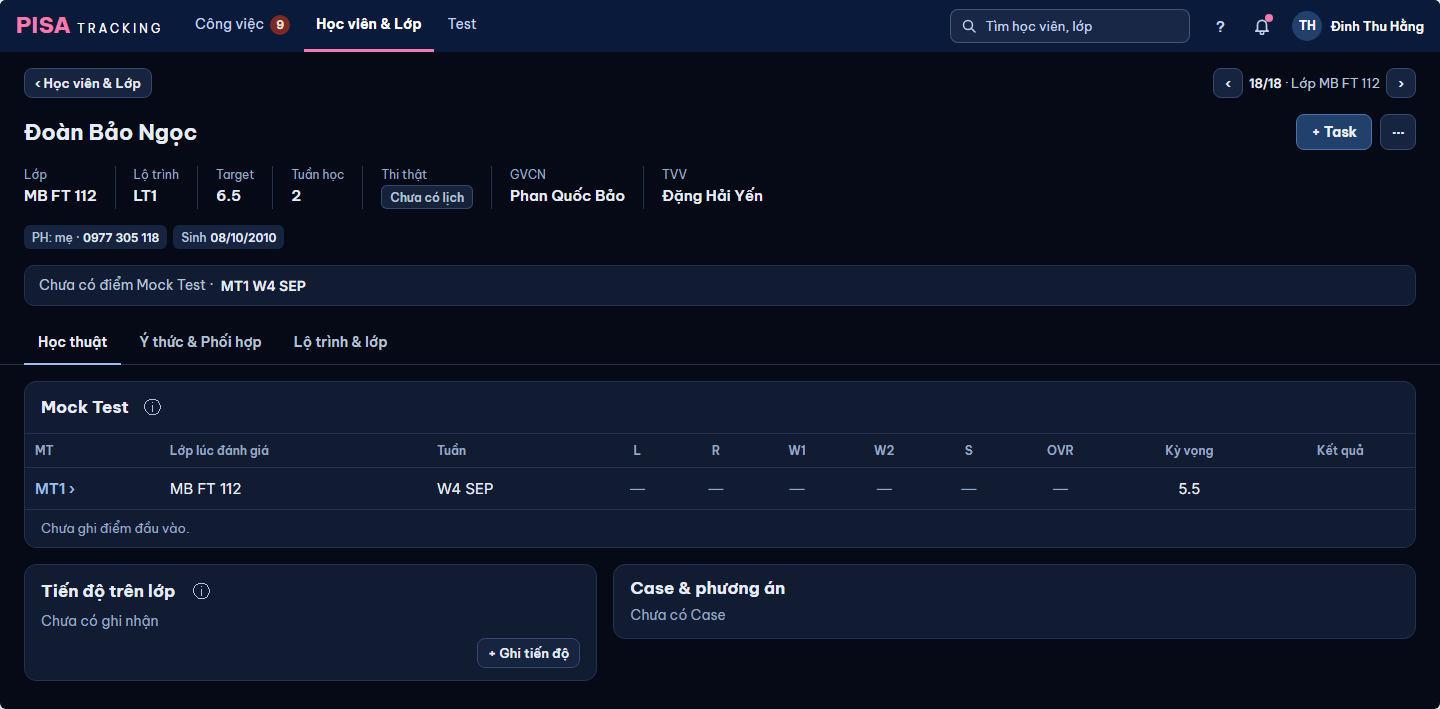 PISA TRACKING Công việc 9 Học viên & Lớp Test Tìm học viên, lớp ? TH Đinh Thu Hằng
‹ Học viên & Lớp ‹ 18/18 · Lớp MB FT 112 ›
Đoàn Bảo Ngọc + Task ...
Lớp Lộ trình Target Tuần học Thi thật GVCN TVV
MB FT 112 LT1 6.5 2 Chưa có lịch Phan Quốc Bảo Đặng Hải Yến
PH: mẹ · 0977 305 118 Sinh 08/10/2010
Chưa có điểm Mock Test · MT1 W4 SEP
Học thuật Ý thức & Phối hợp Lộ trình & lớp
Mock Test ⓘ
MT Lớp lúc đánh giá Tuần L R W1 W2 S OVR Kỳ vọng Kết quả
MT1 › MB FT 112 W4 SEP — — — — — — 5.5
Chưa ghi điểm đầu vào.
Tiến độ trên lớp ⓘ
Chưa có ghi nhận
+ Ghi tiến độ
Case & phương án
Chưa có Case